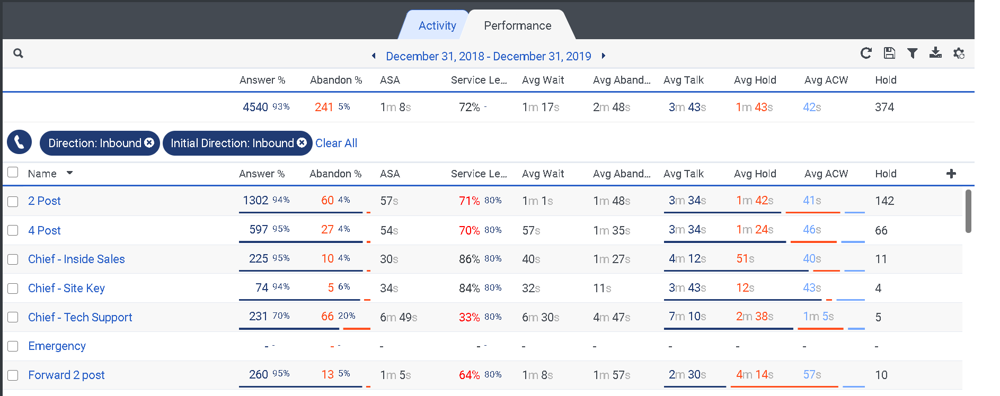 Activity Performance
December 31, 2018 - December 31, 2019
Answer % Abandon % ASA Service Le... Avg Wait Avg Aband... Avg Talk Avg Hold Avg ACW Hold
4540 93% 241 5% 1m 8s 72% - 1m 17s 2m 48s 3m 43s 1m 43s 42s 374
Direction: Inbound Initial Direction: Inbound Clear All
Name Answer % Abandon % ASA Service Le... Avg Wait Avg Aband... Avg Talk Avg Hold Avg ACW Hold
2 Post 1302 94% 60 4% 57s 71% 80% 1m 1s 1m 48s 3m 34s 1m 42s 41s 142
4 Post 597 95% 27 4% 54s 70% 80% 57s 1m 35s 3m 34s 1m 24s 46s 66
Chief - Inside Sales 225 95% 10 4% 30s 86% 80% 40s 1m 27s 4m 12s 51s 40s 11
Chief - Site Key 74 94% 5 6% 34s 84% 80% 32s 11s 3m 43s 12s 43s 4
Chief - Tech Support 231 70% 66 20% 6m 49s 33% 80% 6m 30s 4m 47s 7m 10s 2m 38s 1m 5s 5
Emergency - - - - - - - - - - - - -
Forward 2 post 260 95% 13 5% 1m 5s 64% 80% 1m 8s 1m 57s 2m 30s 4m 14s 57s 10